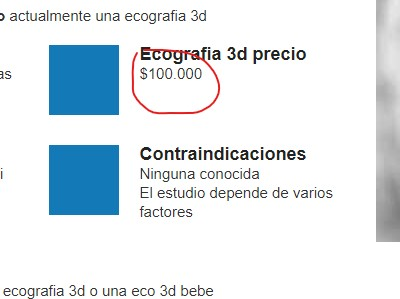 o actualmente una ecografia 3d
Ecografia 3d precio
as
$100.000
Contraindicaciones
i
Ninguna conocida
El estudio depende de varios
factores
ecografia 3d o una eco 3d bebe